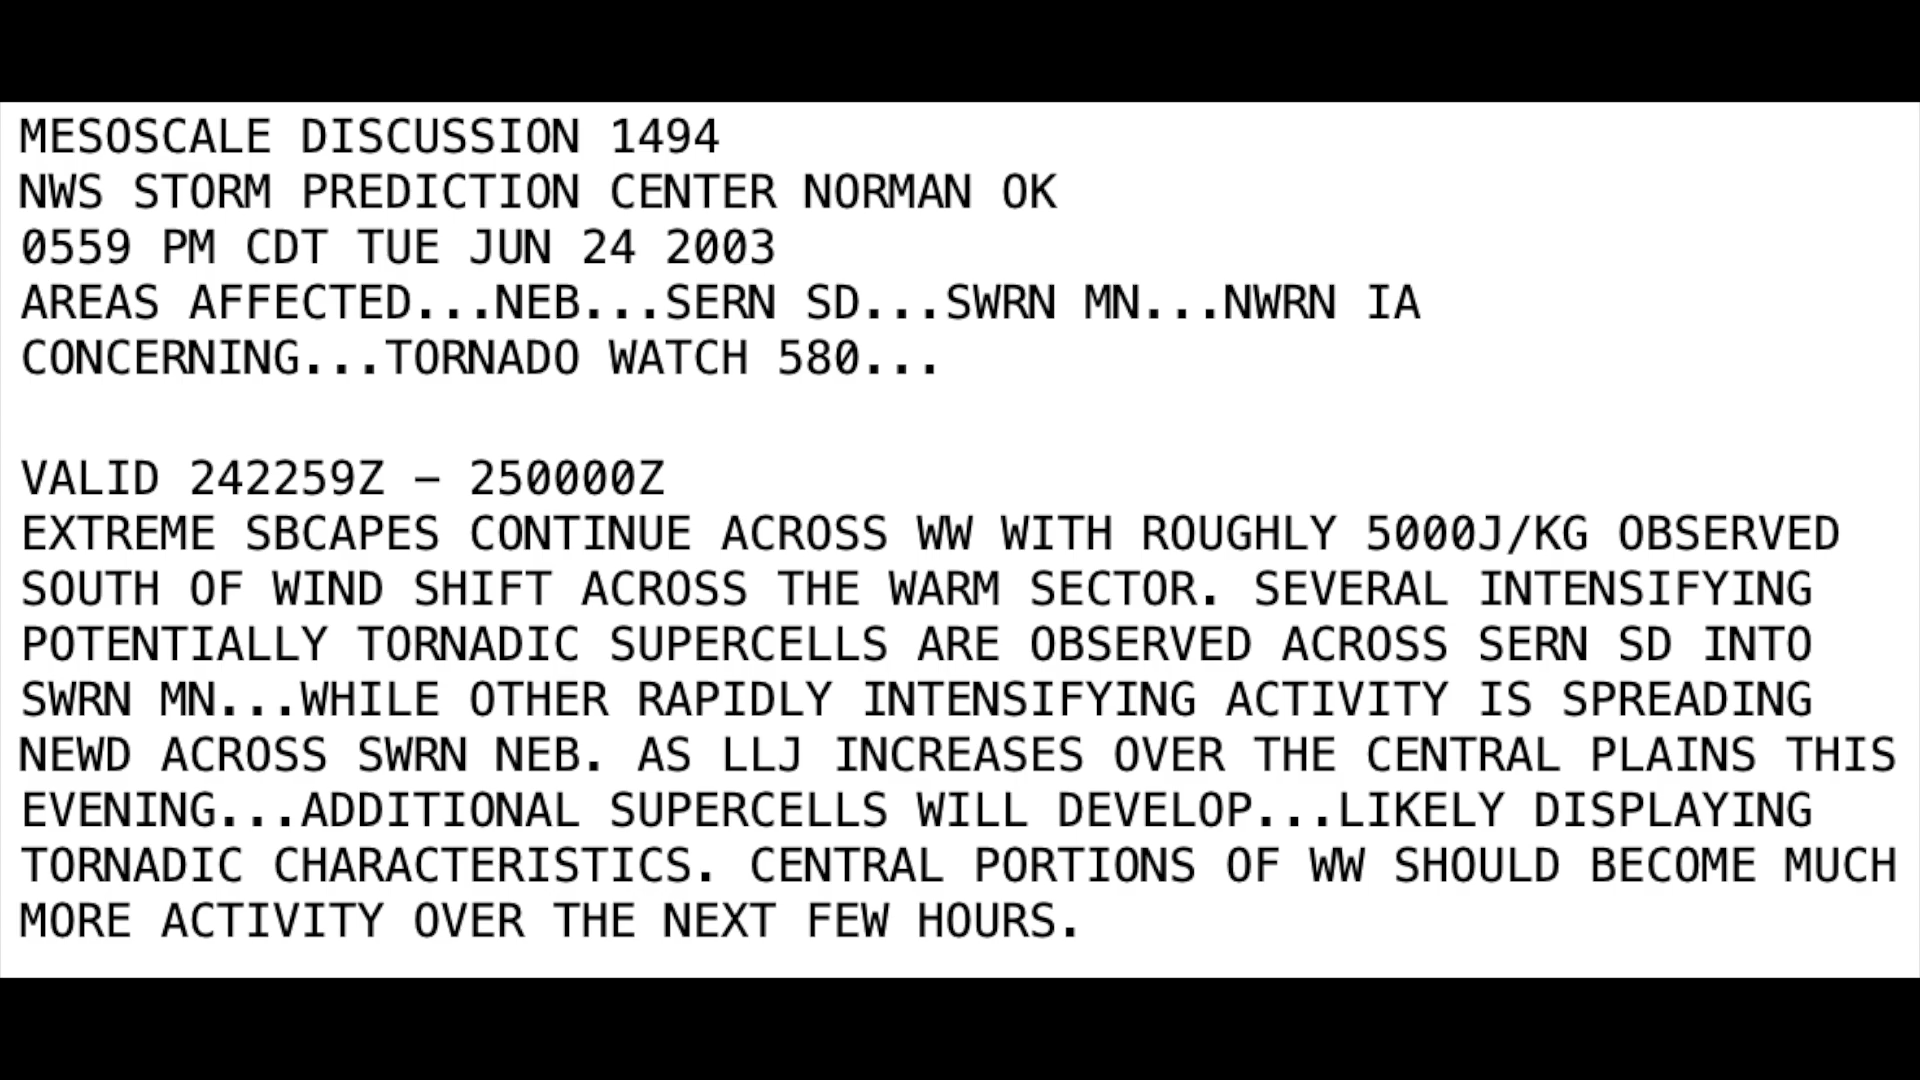 MESOSCALE DISCUSSION 1494
NWS STORM PREDICTION CENTER NORMAN OK
0559 PM CDT TUE JUN 24 2003
AREAS AFFECTED...NEB...SERN SD...SWRN MN...NWRN IA
CONCERNING...TORNADO WATCH 580...
VALID 242259Z – 250000Z
EXTREME SBCAPES CONTINUE ACROSS WW WITH ROUGHLY 5000J/KG OBSERVED
SOUTH OF WIND SHIFT ACROSS THE WARM SECTOR. SEVERAL INTENSIFYING
POTENTIALLY TORNADIC SUPERCELLS ARE OBSERVED ACROSS SERN SD INTO
SWRN MN...WHILE OTHER RAPIDLY INTENSIFYING ACTIVITY IS SPREADING
NEWD ACROSS SWRN NEB. AS LLJ INCREASES OVER THE CENTRAL PLAINS THIS
EVENING...ADDITIONAL SUPERCELLS WILL DEVELOP...LIKELY DISPLAYING
TORNADIC CHARACTERISTICS. CENTRAL PORTIONS OF WW SHOULD BECOME MUCH
MORE ACTIVITY OVER THE NEXT FEW HOURS.